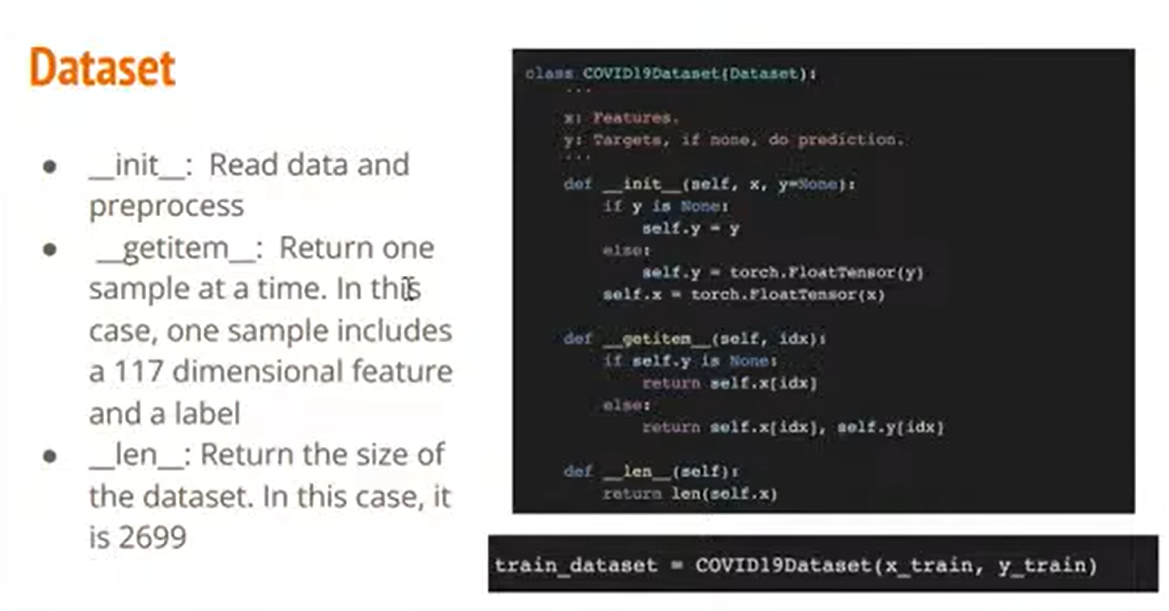 Dataset
● __init__: Read data and
preprocess
● __getitem__: Return one
sample at a time. In this
case, one sample includes
a 117 dimensional feature
and a label
● __len__: Return the size of
the dataset. In this case, it
is 2699
class COVID19Dataset(Dataset):
    '''
    x: Features.
    y: Targets, if none, do prediction.
    '''
    def __init__(self, x, y=None):
        if y is None:
            self.y = y
        else:
            self.y = torch.FloatTensor(y)
        self.x = torch.FloatTensor(x)
    def __getitem__(self, idx):
        if self.y is None:
            return self.x[idx]
        else:
            return self.x[idx], self.y[idx]
    def __len__(self):
        return len(self.x)
train_dataset = COVID19Dataset(x_train, y_train)